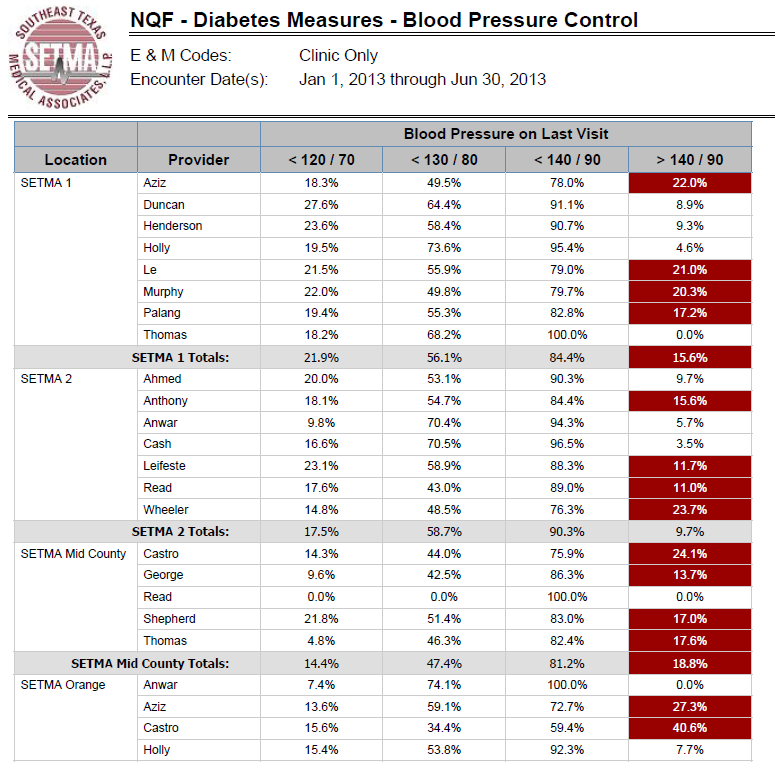 SOUTHEAST TEXAS
SETMA
MEDICAL ASSOCIATES, L.L.P.
NQF - Diabetes Measures - Blood Pressure Control
E & M Codes: Clinic Only
Encounter Date(s): Jan 1, 2013 through Jun 30, 2013
Blood Pressure on Last Visit
Location Provider < 120 / 70 < 130 / 80 < 140 / 90 > 140 / 90
SETMA 1 Aziz 18.3% 49.5% 78.0% 22.0%
Duncan 27.6% 64.4% 91.1% 8.9%
Henderson 23.6% 58.4% 90.7% 9.3%
Holly 19.5% 73.6% 95.4% 4.6%
Le 21.5% 55.9% 79.0% 21.0%
Murphy 22.0% 49.8% 79.7% 20.3%
Palang 19.4% 55.3% 82.8% 17.2%
Thomas 18.2% 68.2% 100.0% 0.0%
SETMA 1 Totals: 21.9% 56.1% 84.4% 15.6%
SETMA 2 Ahmed 20.0% 53.1% 90.3% 9.7%
Anthony 18.1% 54.7% 84.4% 15.6%
Anwar 9.8% 70.4% 94.3% 5.7%
Cash 16.6% 70.5% 96.5% 3.5%
Leifeste 23.1% 58.9% 88.3% 11.7%
Read 17.6% 43.0% 89.0% 11.0%
Wheeler 14.8% 48.5% 76.3% 23.7%
SETMA 2 Totals: 17.5% 58.7% 90.3% 9.7%
SETMA Mid County Castro 14.3% 44.0% 75.9% 24.1%
George 9.6% 42.5% 86.3% 13.7%
Read 0.0% 0.0% 100.0% 0.0%
Shepherd 21.8% 51.4% 83.0% 17.0%
Thomas 4.8% 46.3% 82.4% 17.6%
SETMA Mid County Totals: 14.4% 47.4% 81.2% 18.8%
SETMA Orange Anwar 7.4% 74.1% 100.0% 0.0%
Aziz 13.6% 59.1% 72.7% 27.3%
Castro 15.6% 34.4% 59.4% 40.6%
Holly 15.4% 53.8% 92.3% 7.7%